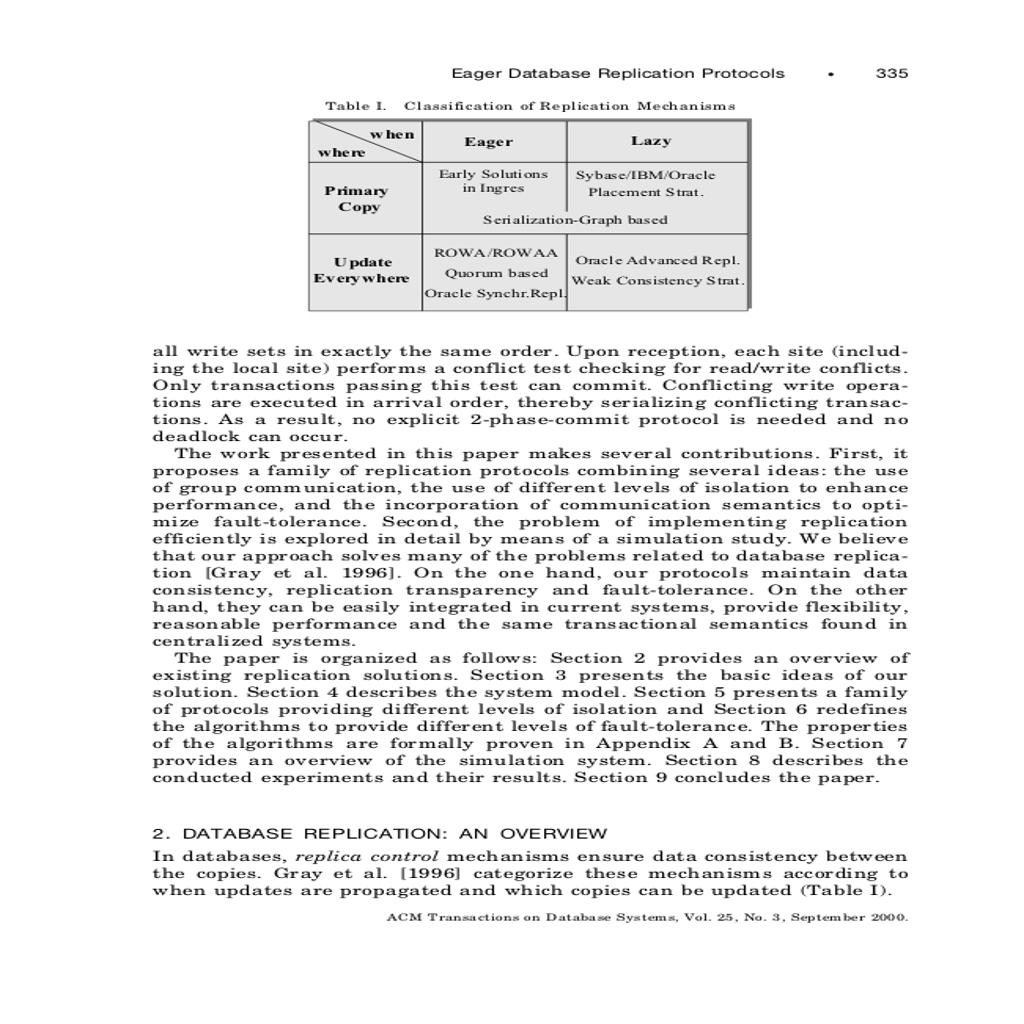 Eager Database Replication Protocols • 335
Table I. Classification of Replication Mechanisms
when
where
Eager
Lazy
Primary
Copy
Early Solutions
in Ingres
Sybase/IBM/Oracle
Placement Strat.
Serialization-Graph based
Update
Everywhere
ROWA/ROWAA
Quorum based
Oracle Synchr.Repl.
Oracle Advanced Repl.
Weak Consistency Strat.
all write sets in exactly the same order. Upon reception, each site (includ-
ing the local site) performs a conflict test checking for read/write conflicts.
Only transactions passing this test can commit. Conflicting write opera-
tions are executed in arrival order, thereby serializing conflicting transac-
tions. As a result, no explicit 2-phase-commit protocol is needed and no
deadlock can occur.
The work presented in this paper makes several contributions. First, it
proposes a family of replication protocols combining several ideas: the use
of group communication, the use of different levels of isolation to enhance
performance, and the incorporation of communication semantics to opti-
mize fault-tolerance. Second, the problem of implementing replication
efficiently is explored in detail by means of a simulation study. We believe
that our approach solves many of the problems related to database replica-
tion [Gray et al. 1996]. On the one hand, our protocols maintain data
consistency, replication transparency and fault-tolerance. On the other
hand, they can be easily integrated in current systems, provide flexibility,
reasonable performance and the same transactional semantics found in
centralized systems.
The paper is organized as follows: Section 2 provides an overview of
existing replication solutions. Section 3 presents the basic ideas of our
solution. Section 4 describes the system model. Section 5 presents a family
of protocols providing different levels of isolation and Section 6 redefines
the algorithms to provide different levels of fault-tolerance. The properties
of the algorithms are formally proven in Appendix A and B. Section 7
provides an overview of the simulation system. Section 8 describes the
conducted experiments and their results. Section 9 concludes the paper.
2. DATABASE REPLICATION: AN OVERVIEW
In databases, replica control mechanisms ensure data consistency between
the copies. Gray et al. [1996] categorize these mechanisms according to
when updates are propagated and which copies can be updated (Table I).
ACM Transactions on Database Systems, Vol. 25, No. 3, September 2000.